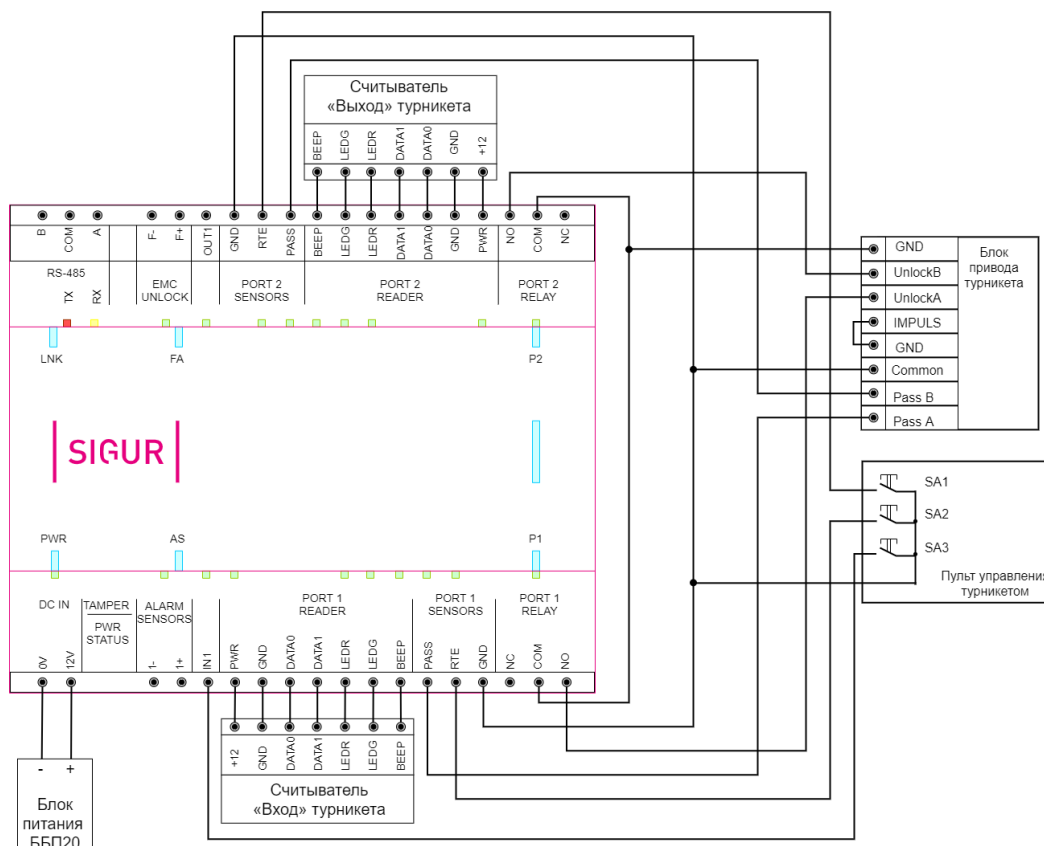 Считыватель
«Выход» турникета
BEEP
LEDG
LEDR
DATA1
DATA0
GND
+12
B
COM
A
F-
F+
OUT1
GND
RTE
PASS
BEEP
LEDG
LEDR
DATA1
DATA0
GND
PWR
NO
COM
NC
RS-485
TX
RX
EMC
UNLOCK
PORT 2
SENSORS
PORT 2
READER
PORT 2
RELAY
LNK
FA
P2
SIGUR
PWR
AS
P1
DC IN
TAMPER
PWR
STATUS
ALARM
SENSORS
PORT 1
READER
PORT 1
SENSORS
PORT 1
RELAY
0V
12V
1-
1+
IN1
PWR
GND
DATA0
DATA1
LEDR
LEDG
BEEP
PASS
RTE
GND
NC
COM
NO
GND
UnlockB
UnlockA
IMPULS
GND
Common
Pass B
Pass A
Блок
привода
турникета
SA1
SA2
SA3
Пульт управления
турникетом
+12
GND
DATA0
DATA1
LEDR
LEDG
BEEP
Считыватель
«Вход» турникета
- +
Блок
питания
ББП20